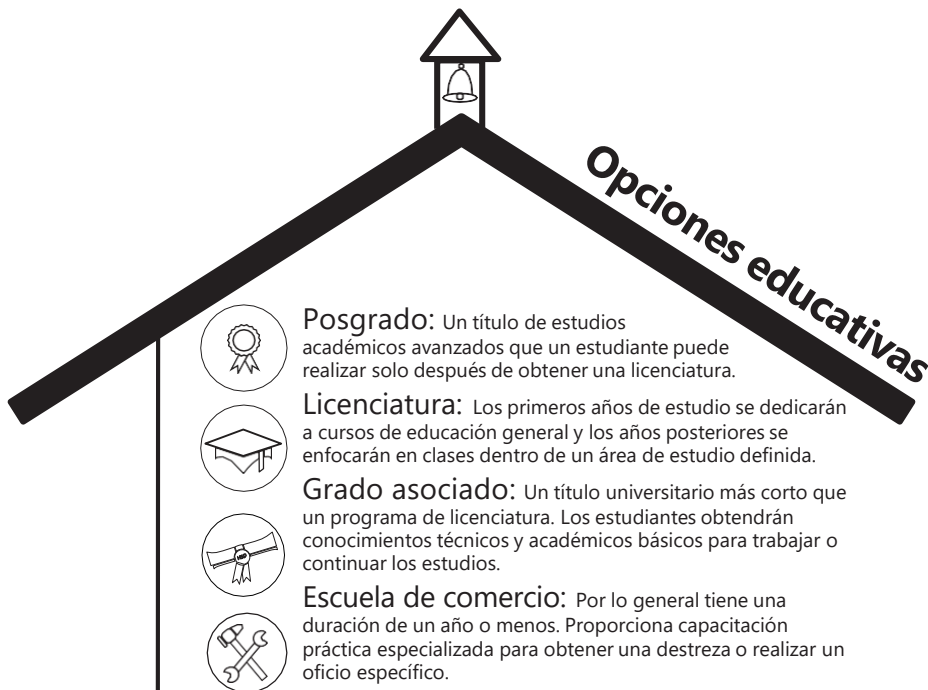 Opciones educativas
Posgrado: Un título de estudios
académicos avanzados que un estudiante puede
realizar solo después de obtener una licenciatura.
Licenciatura: Los primeros años de estudio se dedicarán
a cursos de educación general y los años posteriores se
enfocarán en clases dentro de un área de estudio definida.
Grado asociado: Un título universitario más corto que
un programa de licenciatura. Los estudiantes obtendrán
conocimientos técnicos y académicos básicos para trabajar o
continuar los estudios.
Escuela de comercio: Por lo general tiene una
duración de un año o menos. Proporciona capacitación
práctica especializada para obtener una destreza o realizar un
oficio específico.